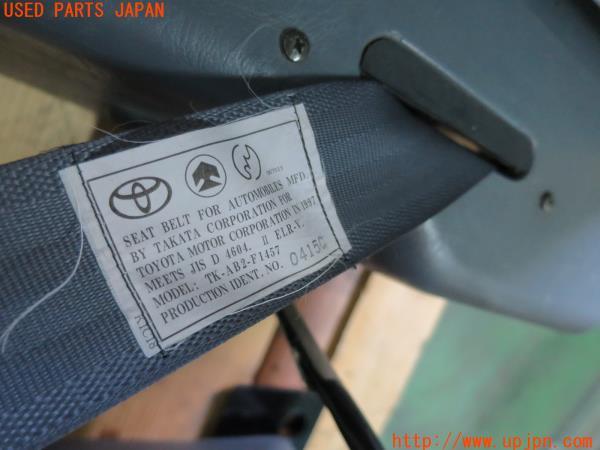 USED PARTS JAPAN
SEAT BELT FOR AUTOMOBILES MFD.
BY TAKATA CORPORATION FOR
TOYOTA MOTOR CORPORATION IN 1997
MEETS JIS D 4604. II ELR-V.
MODEL: TK-AB2-F1457
PRODUCTION IDENT. NO. 0415C
http://www.upjpn.com/